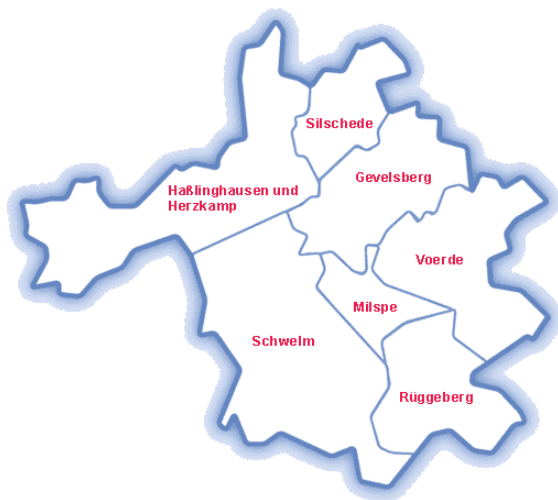 Silschede
Gevelsberg
Haßlinghausen und
Herzkamp
Voerde
Milspe
Schwelm
Rüggeberg